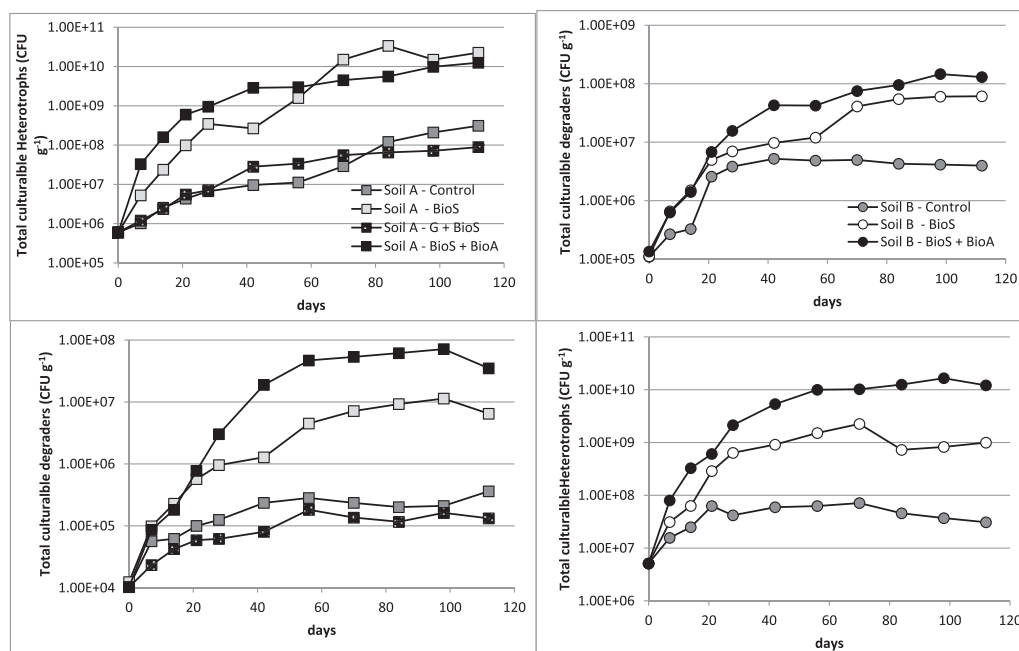 Total culturalble Heterotrophs (CFU
g-1)
1.00E+11
1.00E+10
1.00E+09
1.00E+08
1.00E+07
1.00E+06
1.00E+05
0 20 40 60 80 100 120
days
Soil A - Control
Soil A - BioS
Soil A - G + BioS
Soil A - BioS + BioA
Total culturalble degraders (CFU g-1)
1.00E+09
1.00E+08
1.00E+07
1.00E+06
1.00E+05
0 20 40 60 80 100 120
days
Soil B - Control
Soil B - BioS
Soil B - BioS + BioA
Total culturalble degraders (CFU g-1)
1.00E+08
1.00E+07
1.00E+06
1.00E+05
1.00E+04
0 20 40 60 80 100 120
days
Total culturalbleHeterotrophs (CFU g-1)
1.00E+11
1.00E+10
1.00E+09
1.00E+08
1.00E+07
1.00E+06
0 20 40 60 80 100 120
days